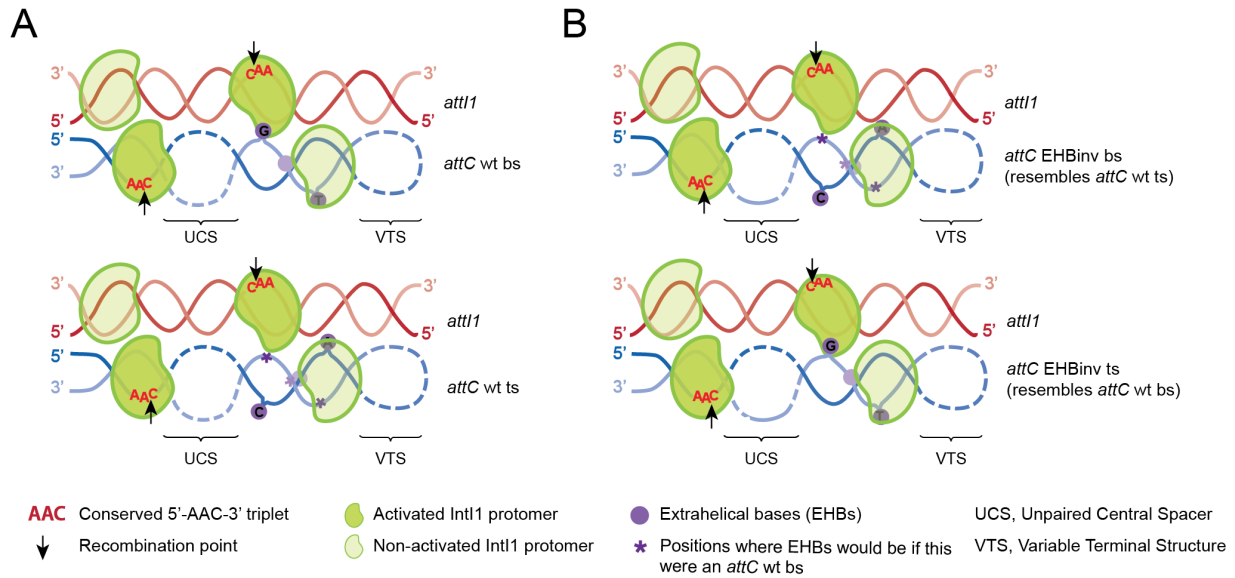 A
B
3’
CAA
3’
attI1
5’
5’
5’
G
attC wt bs
3’
AAC
T
UCS
VTS
3’
CAA
3’
attI1
5’
5’
5’
A
attC wt ts
3’
AAC
C
UCS
VTS
3’
CAA
3’
attI1
5’
5’
5’
A
attC EHBinv bs
(resembles attC wt ts)
3’
AAC
C
UCS
VTS
3’
CAA
3’
attI1
5’
5’
5’
G
attC EHBinv ts
(resembles attC wt bs)
3’
AAC
T
UCS
VTS
AAC Conserved 5’-AAC-3’ triplet
Recombination point
Activated IntI1 protomer
Non-activated IntI1 protomer
Extrahelical bases (EHBs)
* Positions where EHBs would be if this
were an attC wt bs
UCS, Unpaired Central Spacer
VTS, Variable Terminal Structure